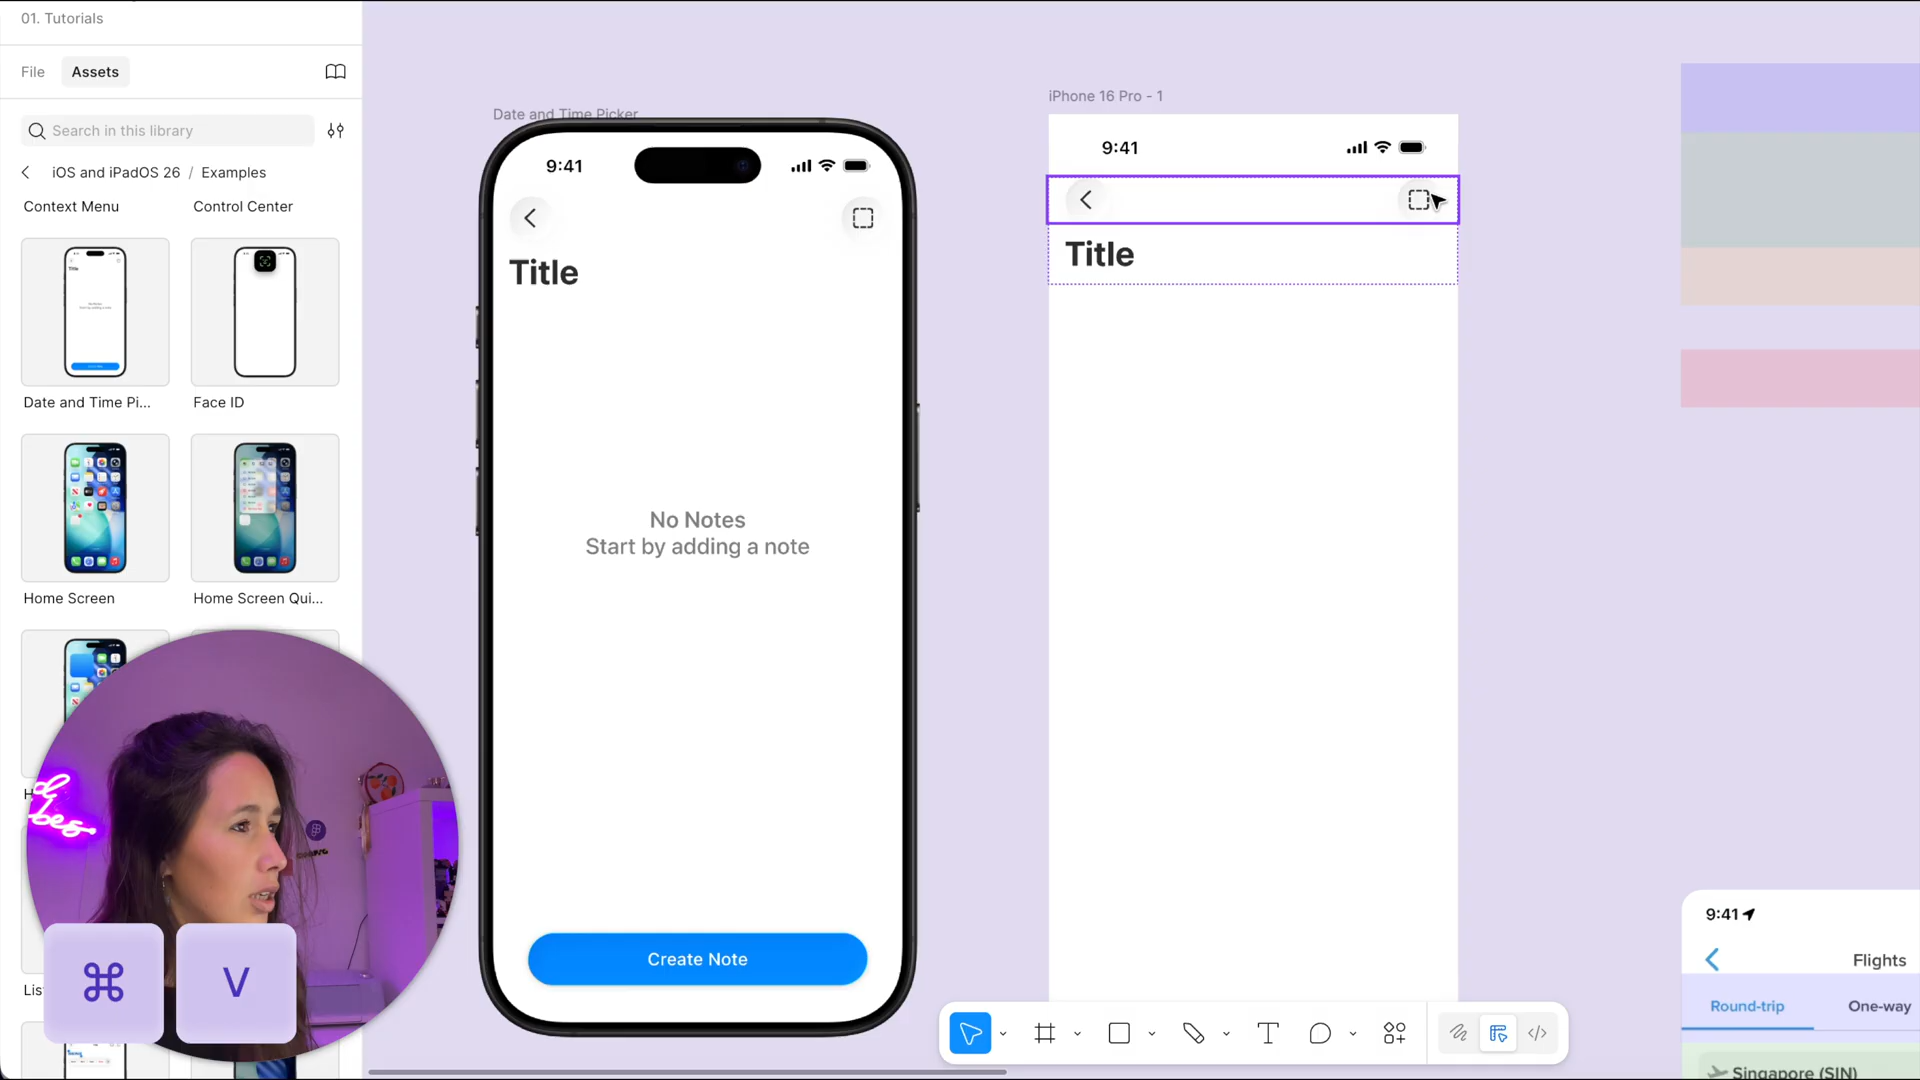 01. Tutorials
File
Assets
Search in this library
iOS and iPadOS 26 / Examples
Context Menu
Control Center
Date and Time Pi...
Face ID
Home Screen
Home Screen Qui...
⌘
V
Date and Time Picker
9:41
Title
No Notes
Start by adding a note
Create Note
iPhone 16 Pro - 1
9:41
Title
9:41
Flights
Round-trip
One-way
Singapore (SIN)